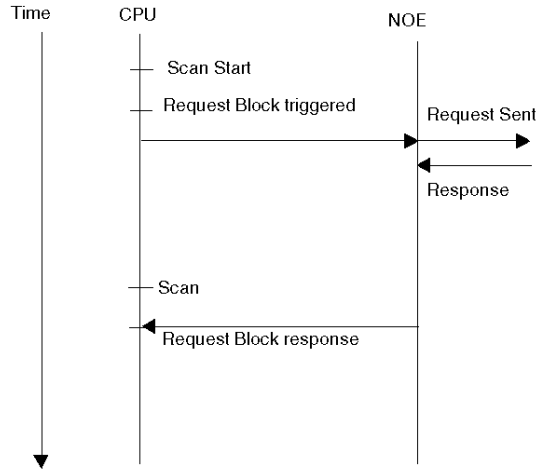 Time
CPU
NOE
Scan Start
Request Block triggered
Request Sent
Response
Scan
Request Block response